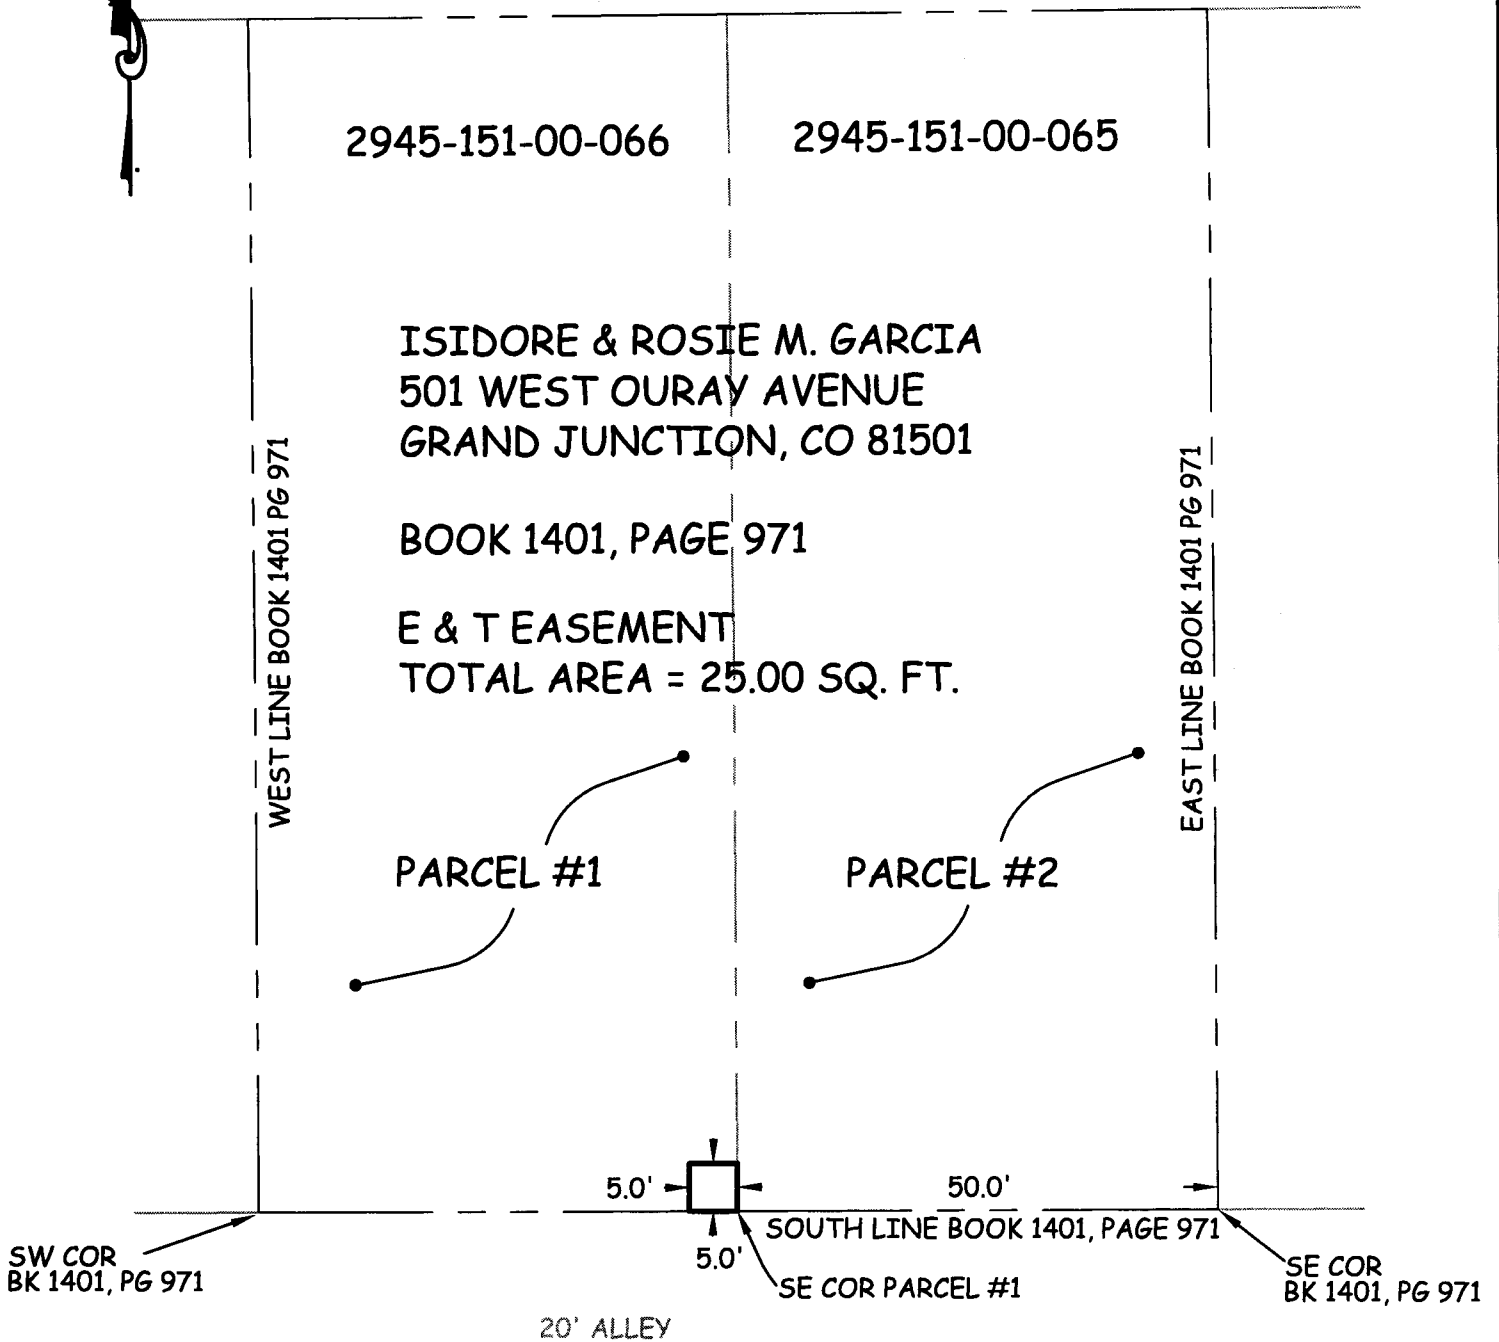 2945-151-00-066
2945-151-00-065
ISIDORE & ROSIE M. GARCIA
501 WEST OURAY AVENUE
GRAND JUNCTION, CO 81501
BOOK 1401, PAGE 971
E & T EASEMENT
TOTAL AREA = 25.00 SQ. FT.
WEST LINE BOOK 1401 PG 971
EAST LINE BOOK 1401 PG 971
PARCEL #1
PARCEL #2
5.0'
50.0'
SOUTH LINE BOOK 1401, PAGE 971
5.0'
SW COR
BK 1401, PG 971
SE COR PARCEL #1
SE COR
BK 1401, PG 971
20' ALLEY